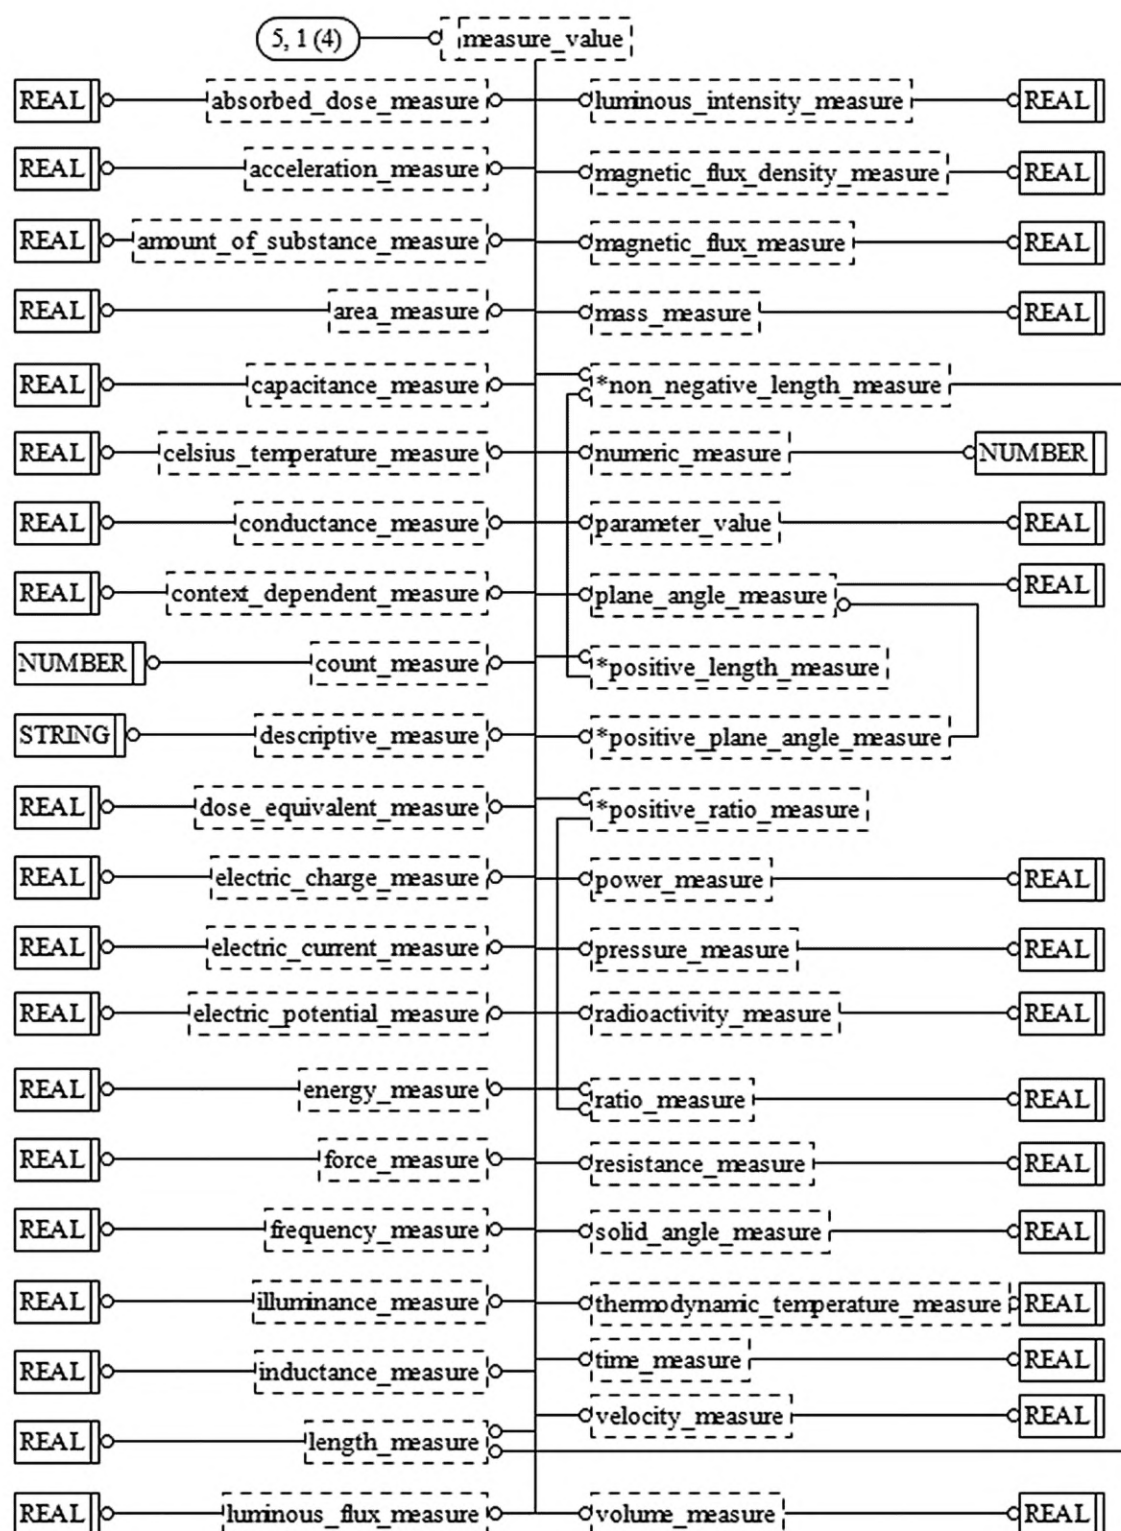 5, 1 (4) measure_value
REAL absorbed_dose_measure luminous_intensity_measure REAL
REAL acceleration_measure magnetic_flux_density_measure REAL
REAL amount_of_substance_measure magnetic_flux_measure REAL
REAL area_measure mass_measure REAL
REAL capacitance_measure *non_negative_length_measure
REAL celsius_temperature_measure numeric_measure NUMBER
REAL conductance_measure parameter_value REAL
REAL context_dependent_measure plane_angle_measure REAL
NUMBER count_measure *positive_length_measure
STRING descriptive_measure *positive_plane_angle_measure
REAL dose_equivalent_measure *positive_ratio_measure
REAL electric_charge_measure power_measure REAL
REAL electric_current_measure pressure_measure REAL
REAL electric_potential_measure radioactivity_measure REAL
REAL energy_measure ratio_measure REAL
REAL force_measure resistance_measure REAL
REAL frequency_measure solid_angle_measure REAL
REAL illuminance_measure thermodynamic_temperature_measure REAL
REAL inductance_measure time_measure REAL
REAL length_measure velocity_measure REAL
REAL luminous_flux_measure volume_measure REAL